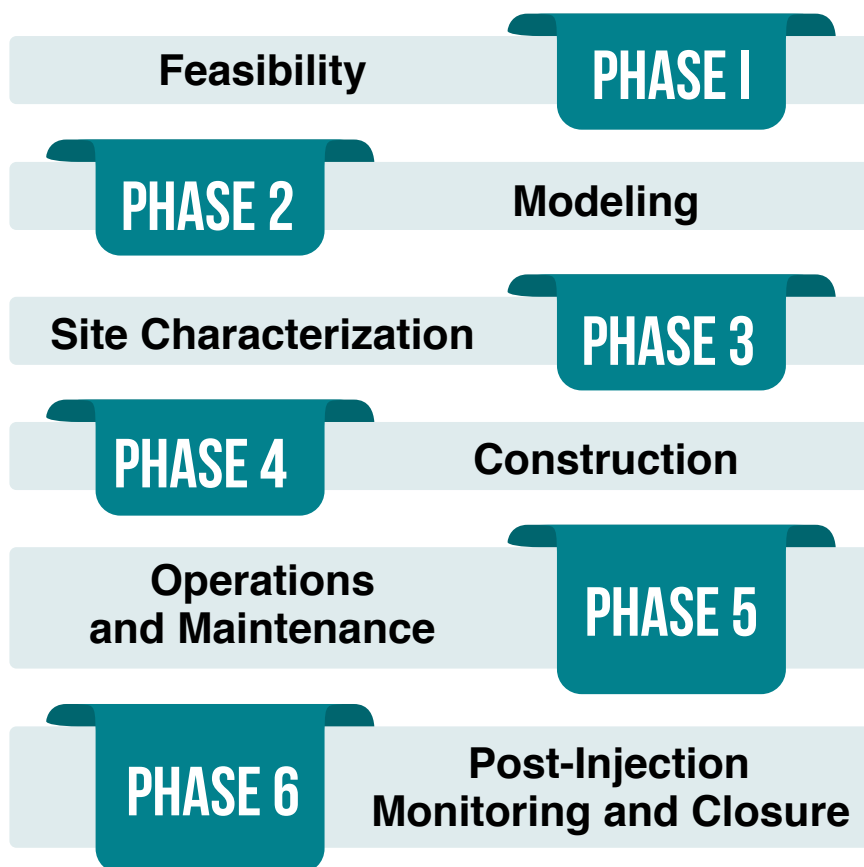 Feasibility
PHASE I
PHASE 2
Modeling
Site Characterization
PHASE 3
PHASE 4
Construction
Operations
and Maintenance
PHASE 5
PHASE 6
Post-Injection
Monitoring and Closure